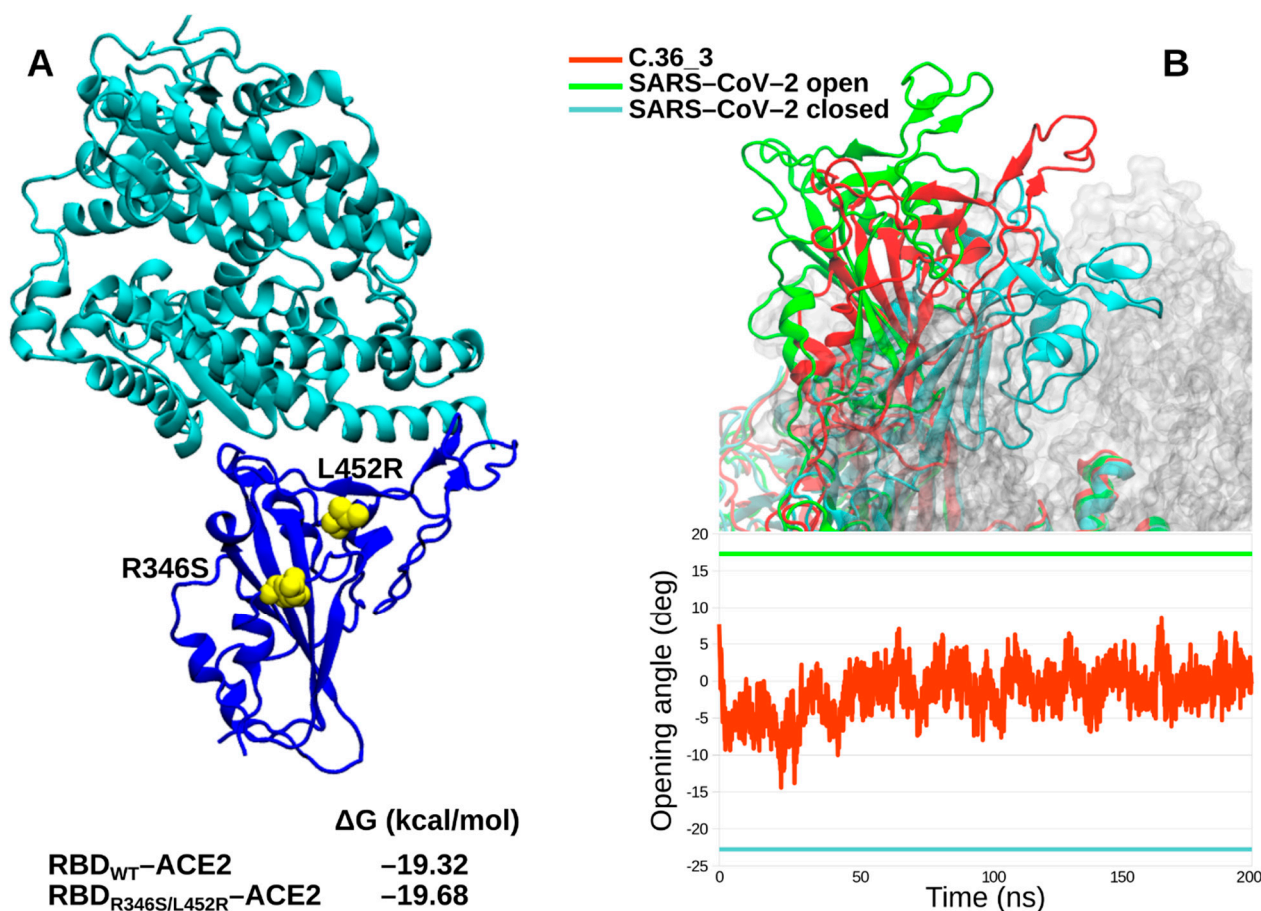 A
L452R
R346S
ΔG (kcal/mol)
RBDWT–ACE2 –19.32
RBDR346S/L452R–ACE2 –19.68
C.36_3
SARS–CoV–2 open
SARS–CoV–2 closed
B
20
15
10
5
0
-5
-10
-15
-20
-25
Opening angle (deg)
0 50 100 150 200
Time (ns)